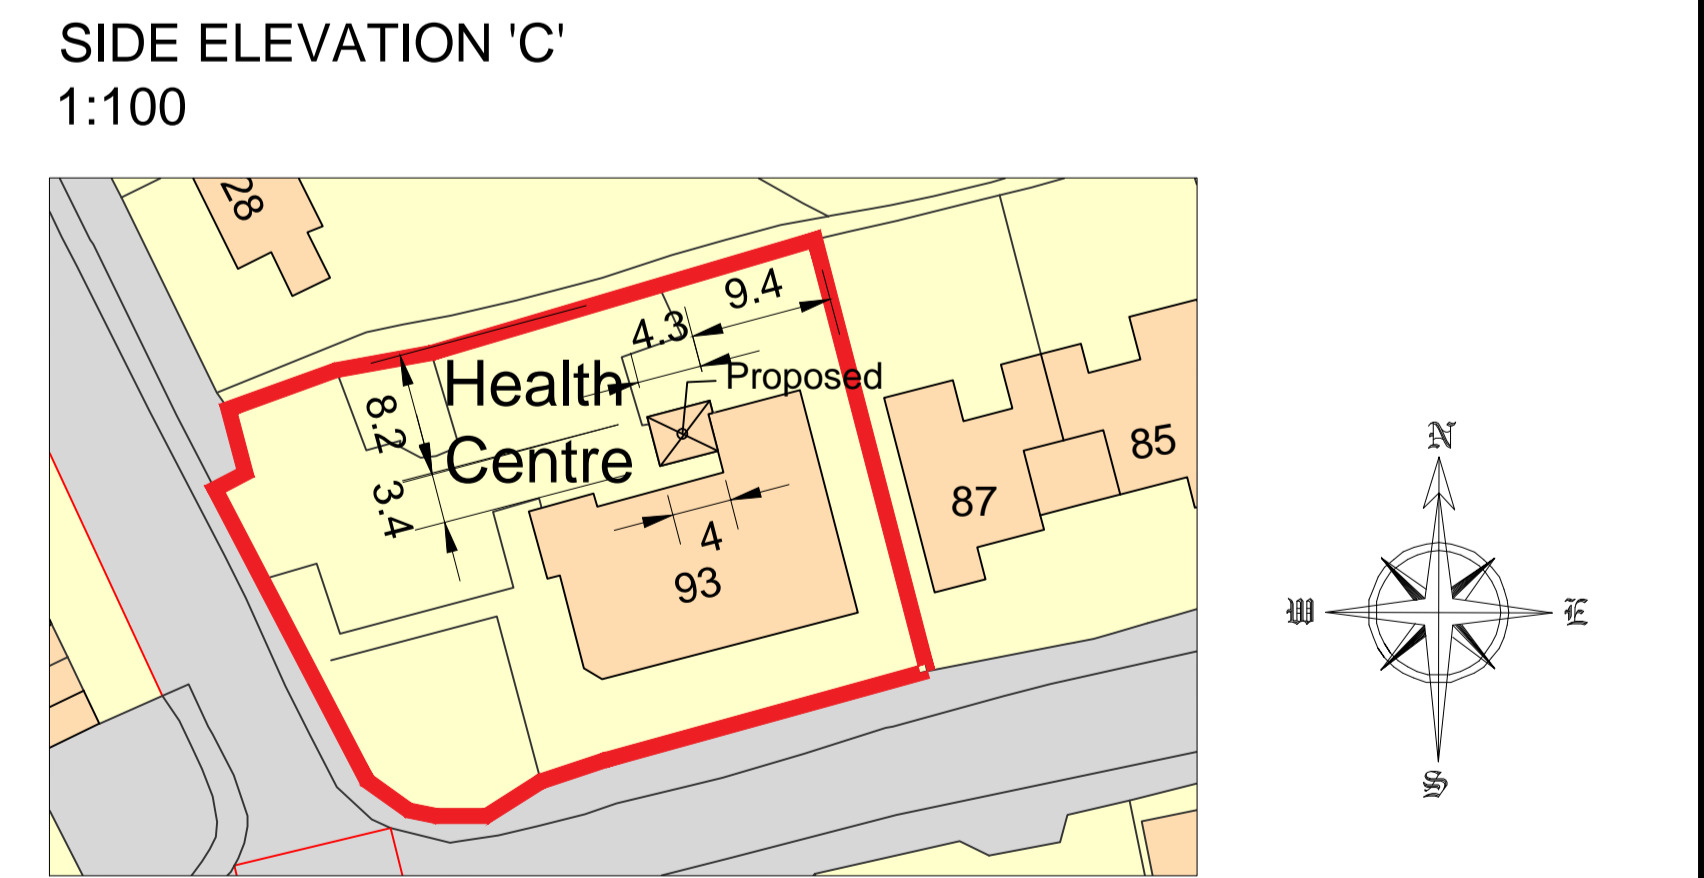 SIDE ELEVATION 'C'
1:100
28
9.4
4.3
Health
Proposed
8.2
Centre
3.4
4
93
87
85
N
W
E
S